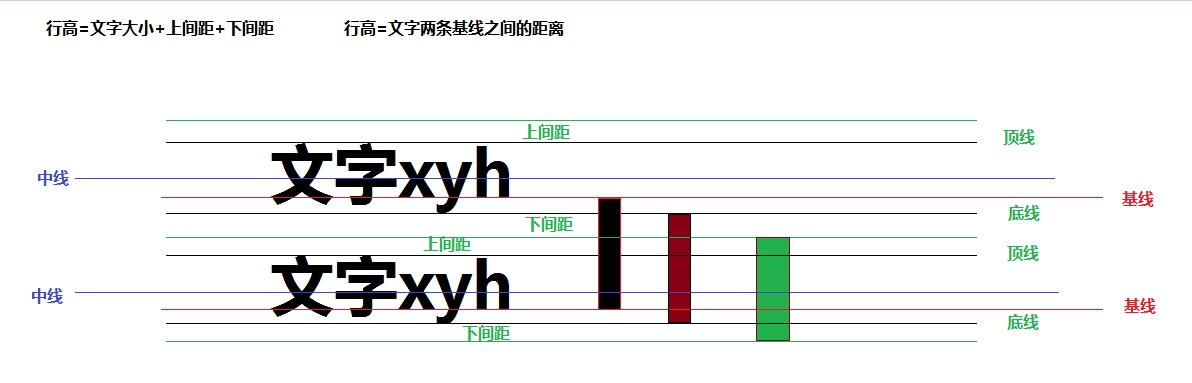 行高=文字大小+上间距+下间距
行高=文字两条基线之间的距离
上间距
顶线
文字xyh
中线
基线
底线
下间距
上间距
顶线
文字xyh
中线
基线
底线
下间距